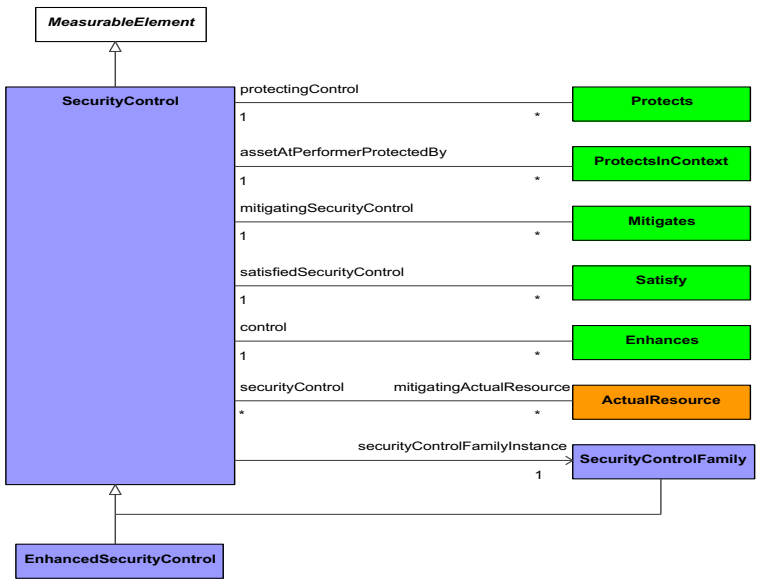 MeasurableElement
SecurityControl
protectingControl
1 *
Protects
assetAtPerformerProtectedBy
1 *
ProtectsInContext
mitigatingSecurityControl
1 *
Mitigates
satisfiedSecurityControl
1 *
Satisfy
control
1 *
Enhances
securityControl mitigatingActualResource
* *
ActualResource
securityControlFamilyInstance
1
SecurityControlFamily
EnhancedSecurityControl